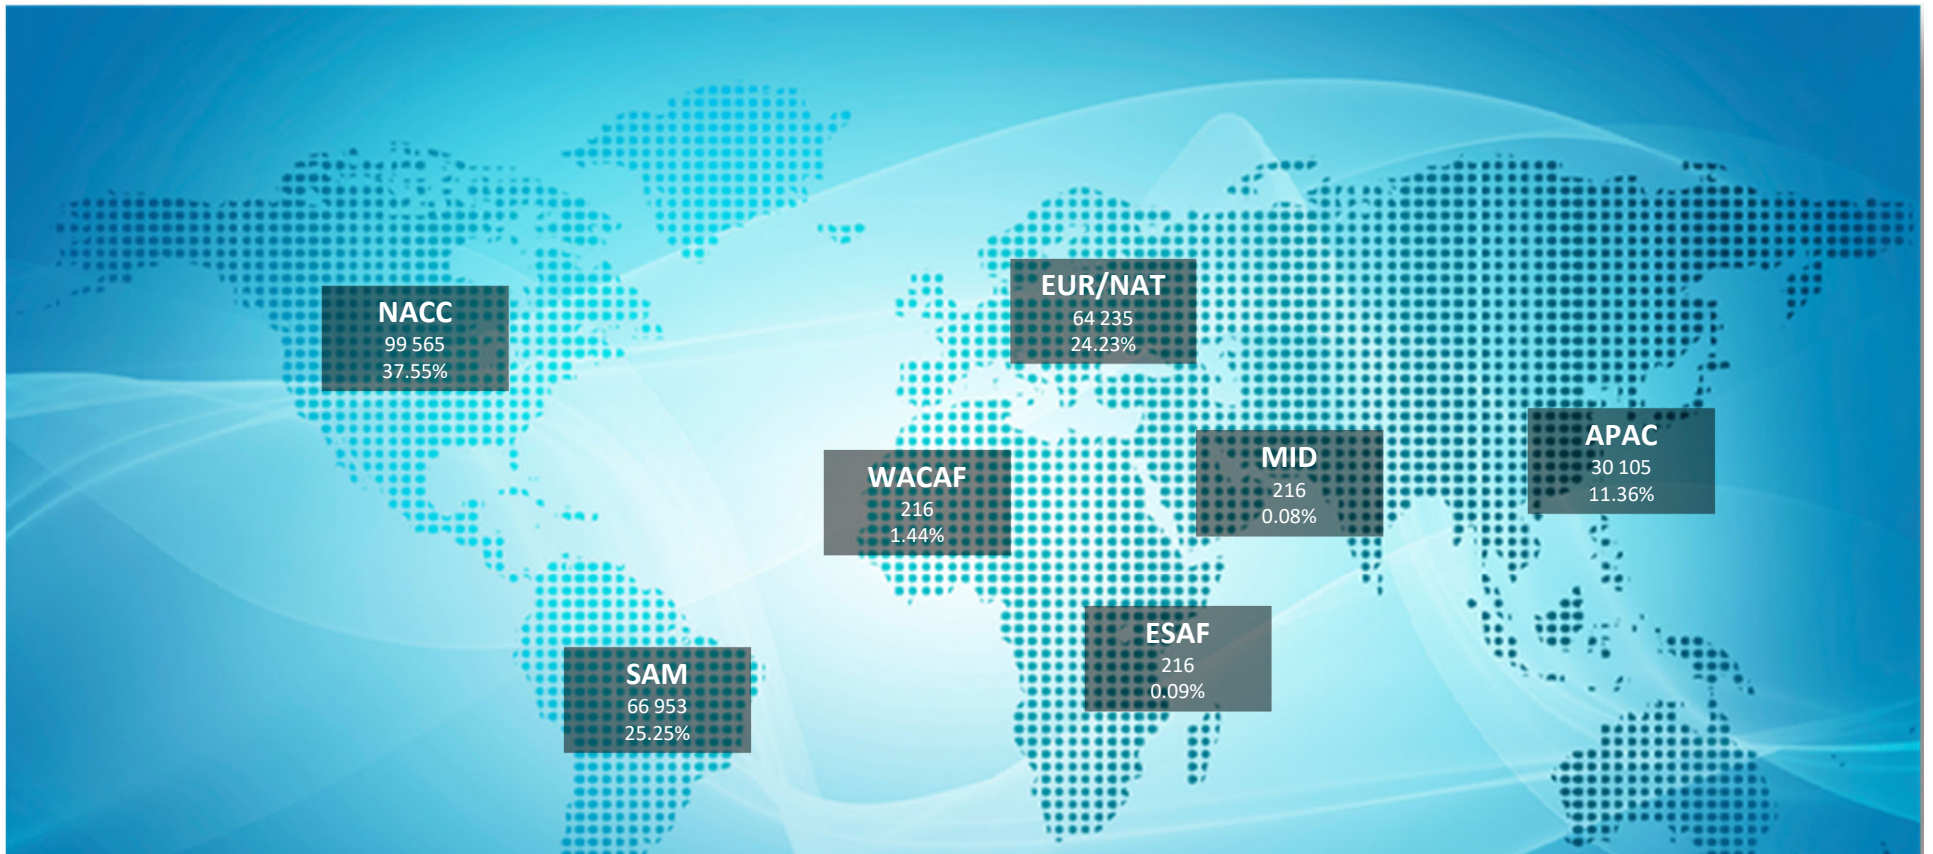 NACC
99 565
37.55%
EUR/NAT
64 235
24.23%
APAC
30 105
11.36%
MID
216
0.08%
WACAF
216
1.44%
ESAF
216
0.09%
SAM
66 953
25.25%